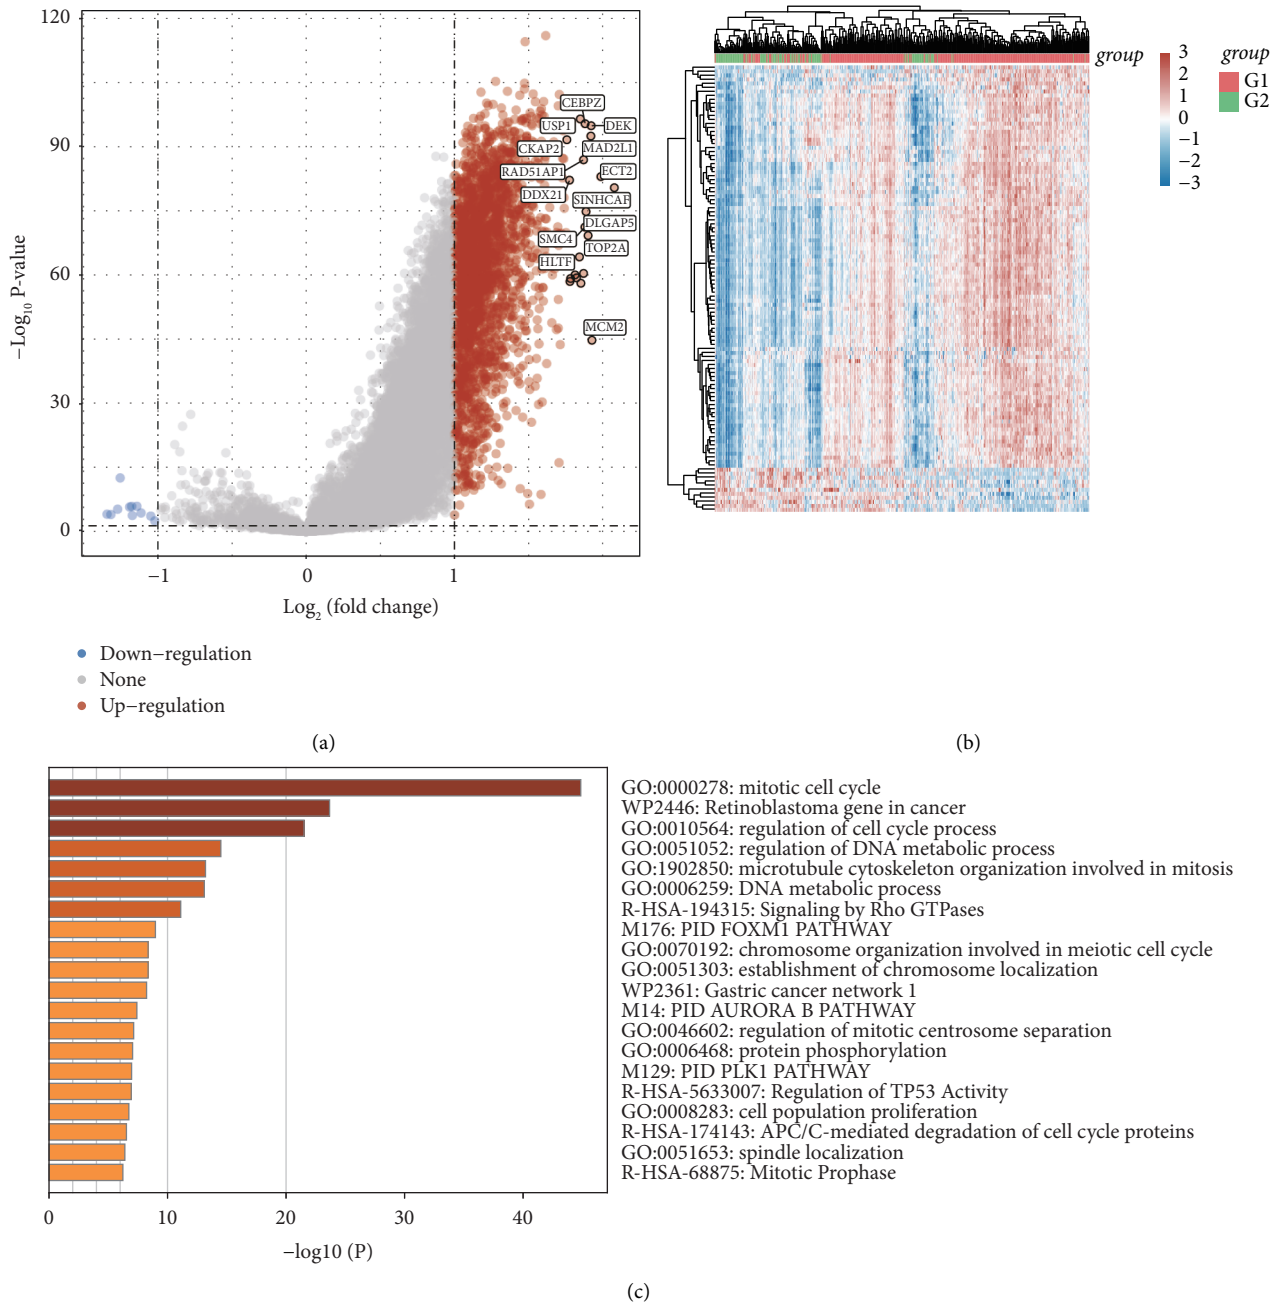 120
90
60
30
0
−Log10 P-value
CEBPZ
USP1
DEK
CKAP2
MAD2L1
RAD51AP1
ECT2
DDX21
SINHCAF
DLGAP5
SMC4
TOP2A
HLTF
MCM2
−1
0
1
Log2 (fold change)
Down−regulation
None
Up−regulation
(a)
group
3
2
1
0
−1
−2
−3
group
G1
G2
(b)
GO:0000278: mitotic cell cycle
WP2446: Retinoblastoma gene in cancer
GO:0010564: regulation of cell cycle process
GO:0051052: regulation of DNA metabolic process
GO:1902850: microtubule cytoskeleton organization involved in mitosis
GO:0006259: DNA metabolic process
R-HSA-194315: Signaling by Rho GTPases
M176: PID FOXM1 PATHWAY
GO:0070192: chromosome organization involved in meiotic cell cycle
GO:0051303: establishment of chromosome localization
WP2361: Gastric cancer network 1
M14: PID AURORA B PATHWAY
GO:0046602: regulation of mitotic centrosome separation
GO:0006468: protein phosphorylation
M129: PID PLK1 PATHWAY
R-HSA-5633007: Regulation of TP53 Activity
GO:0008283: cell population proliferation
R-HSA-174143: APC/C-mediated degradation of cell cycle proteins
GO:0051653: spindle localization
R-HSA-68875: Mitotic Prophase
0
10
20
30
40
−log10 (P)
(c)